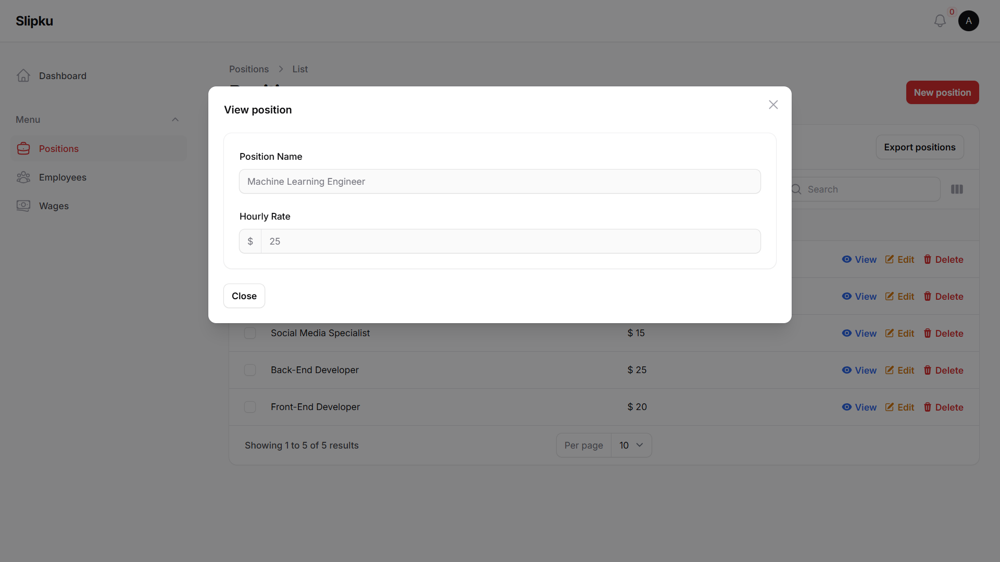 Slipku
0
A
Dashboard
Menu
Positions
Employees
Wages
Positions > List
New position
Export positions
Search
View position
Position Name
Machine Learning Engineer
Hourly Rate
$ 25
Close
View Edit Delete
View Edit Delete
Social Media Specialist $ 15 View Edit Delete
Back-End Developer $ 25 View Edit Delete
Front-End Developer $ 20 View Edit Delete
Showing 1 to 5 of 5 results
Per page 10